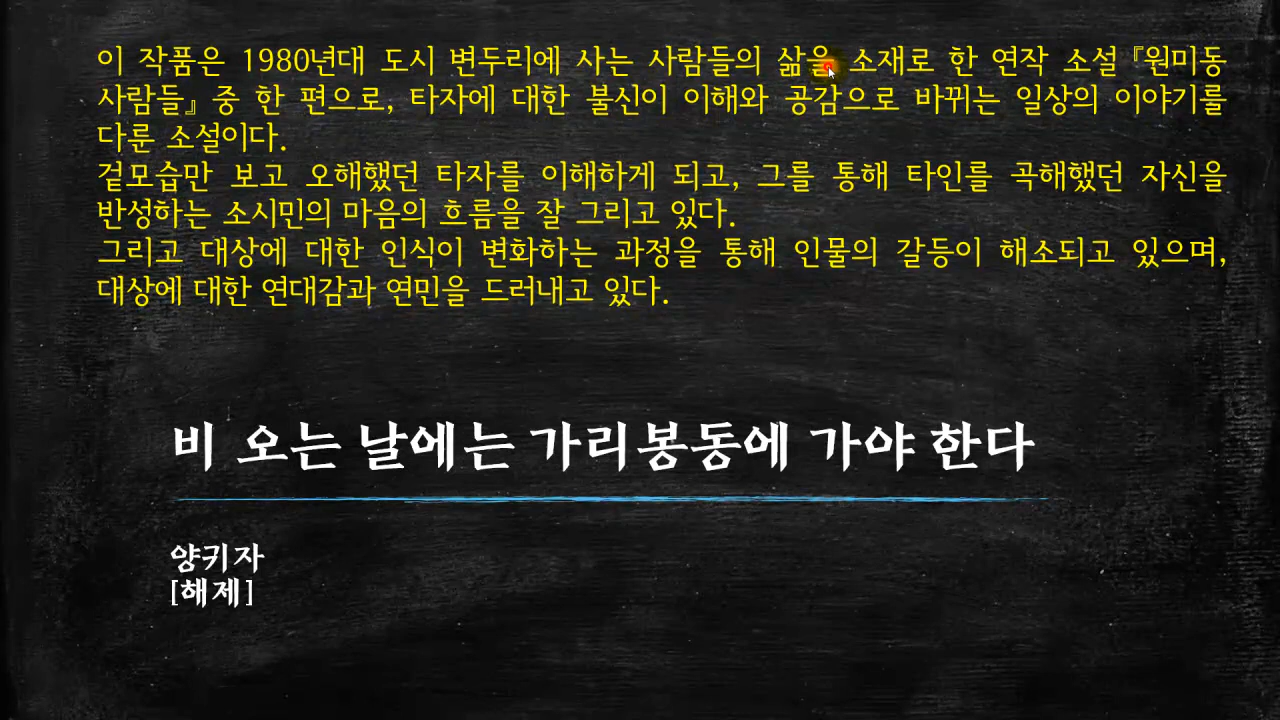 이 작품은 1980년대 도시 변두리에 사는 사람들의 삶을 소재로 한 연작 소설 『원미동
사람들』 중 한 편으로, 타자에 대한 불신이 이해와 공감으로 바뀌는 일상의 이야기를
다룬 소설이다.
겉모습만 보고 오해했던 타자를 이해하게 되고, 그를 통해 타인를 곡해했던 자신을
반성하는 소시민의 마음의 흐름을 잘 그리고 있다.
그리고 대상에 대한 인식이 변화하는 과정을 통해 인물의 갈등이 해소되고 있으며,
대상에 대한 연대감과 연민을 드러내고 있다.
비 오는 날에는 가리봉동에 가야 한다
양키자
[해제]